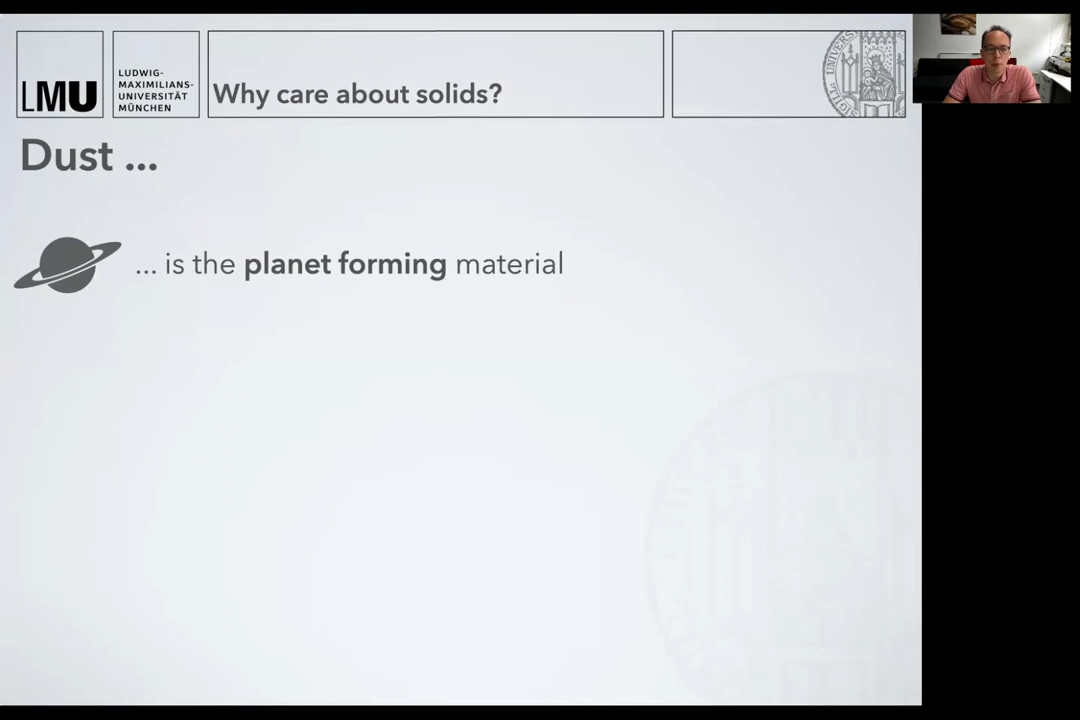 LMU
LUDWIG-
MAXIMILIANS-
UNIVERSITÄT
MÜNCHEN
Why care about solids?
Dust ...
... is the planet forming material